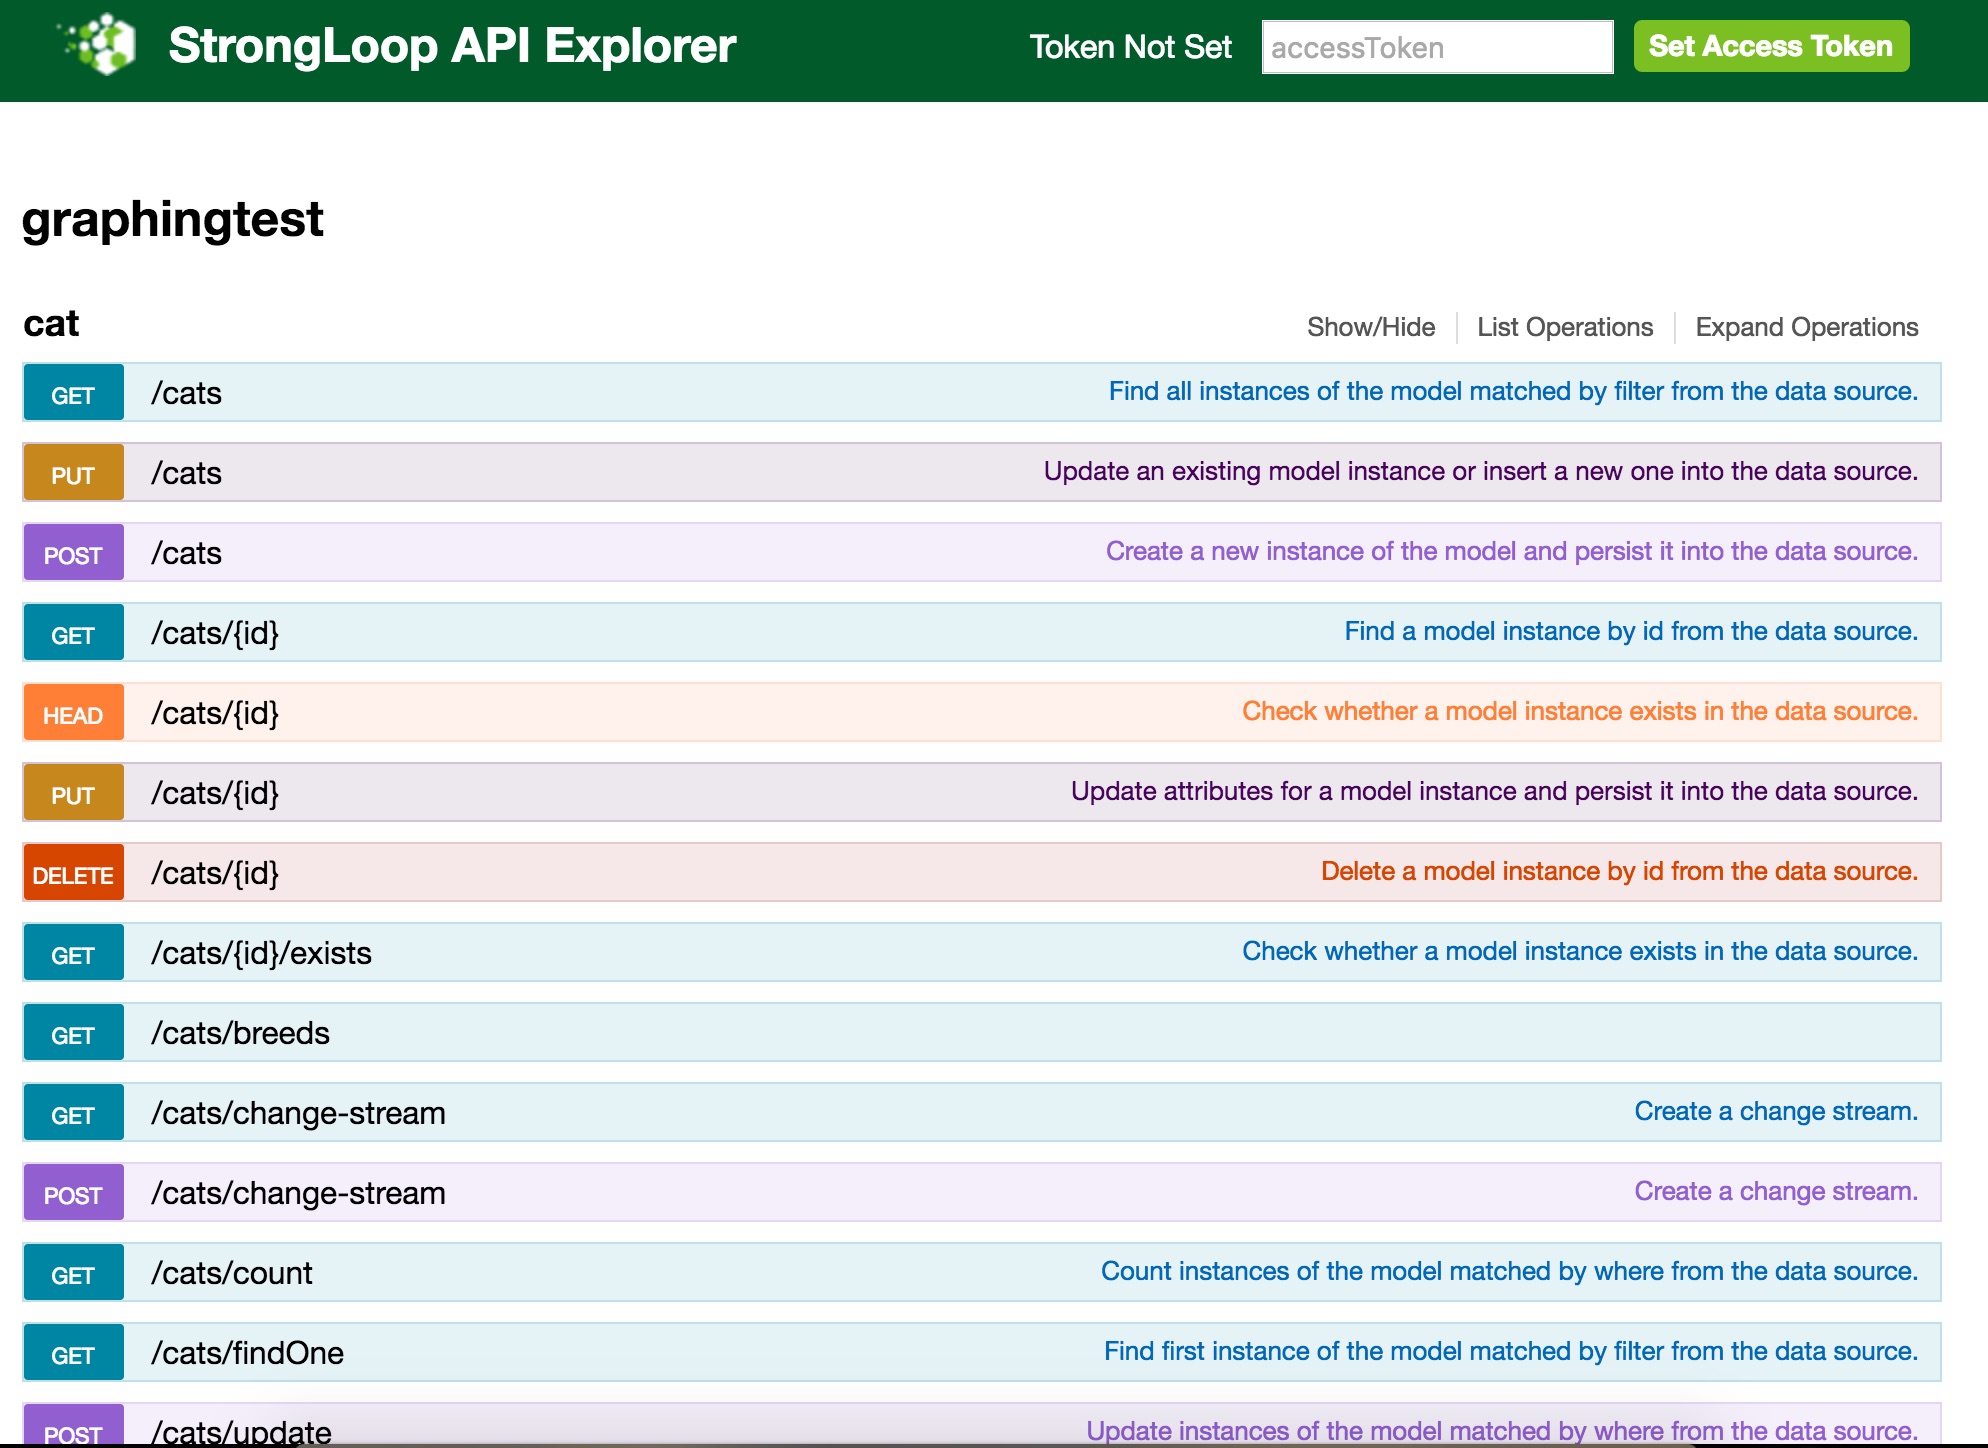 StrongLoop API Explorer Token Not Set accessToken Set Access Token
graphingtest
cat Show/Hide List Operations Expand Operations
GET /cats Find all instances of the model matched by filter from the data source.
PUT /cats Update an existing model instance or insert a new one into the data source.
POST /cats Create a new instance of the model and persist it into the data source.
GET /cats/{id} Find a model instance by id from the data source.
HEAD /cats/{id} Check whether a model instance exists in the data source.
PUT /cats/{id} Update attributes for a model instance and persist it into the data source.
DELETE /cats/{id} Delete a model instance by id from the data source.
GET /cats/{id}/exists Check whether a model instance exists in the data source.
GET /cats/breeds
GET /cats/change-stream Create a change stream.
POST /cats/change-stream Create a change stream.
GET /cats/count Count instances of the model matched by where from the data source.
GET /cats/findOne Find first instance of the model matched by filter from the data source.
POST /cats/update Update instances of the model matched by where from the data source.